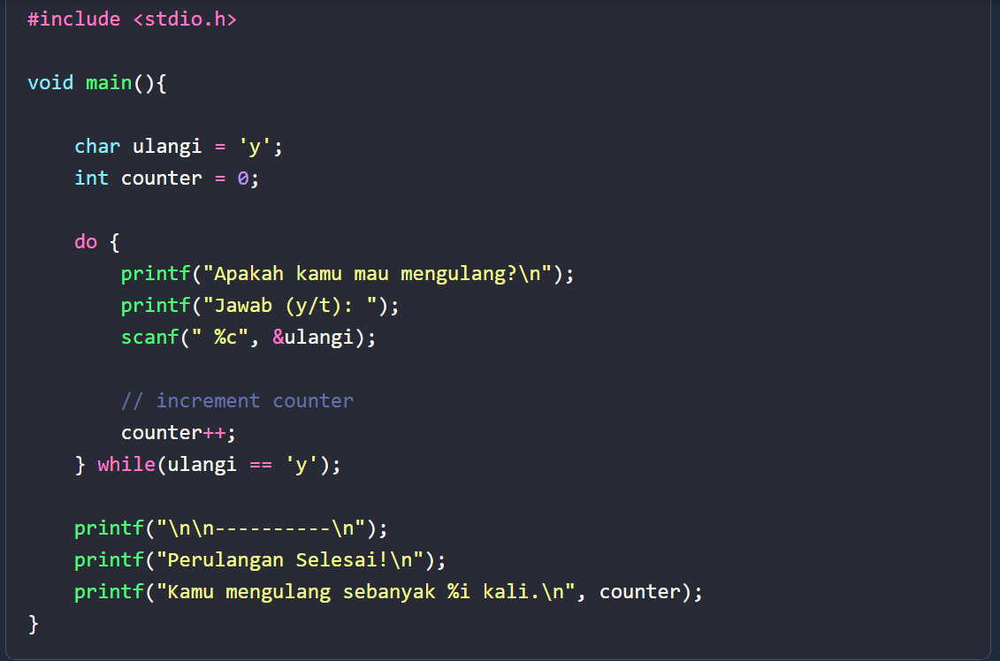 #include <stdio.h>
void main(){
char ulangi = 'y';
int counter = 0;
do {
printf("Apakah kamu mau mengulang?\n");
printf("Jawab (y/t): ");
scanf(" %c", &ulangi);
// increment counter
counter++;
} while(ulangi == 'y');
printf("\n\n----------\n");
printf("Perulangan Selesai!\n");
printf("Kamu mengulang sebanyak %i kali.\n", counter);
}